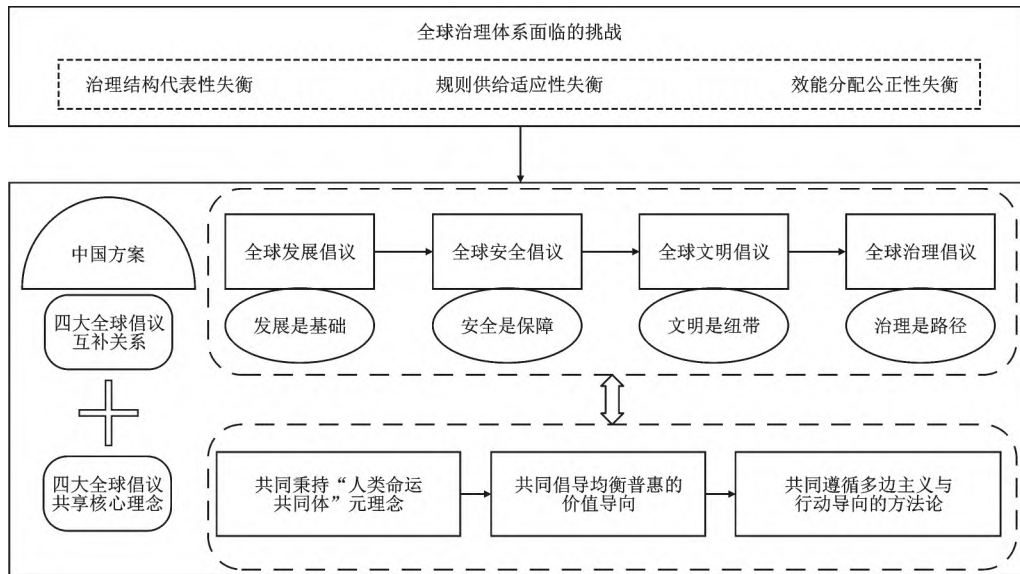 全球治理体系面临的挑战
治理结构代表性失衡
规则供给适应性失衡
效能分配公正性失衡
中国方案
全球发展倡议
全球安全倡议
全球文明倡议
全球治理倡议
发展是基础
安全是保障
文明是纽带
治理是路径
四大全球倡议
互补关系
四大全球倡议
共享核心理念
共同秉持“人类命运
共同体”元理念
共同倡导均衡普惠的
价值导向
共同遵循多边主义与
行动导向的方法论